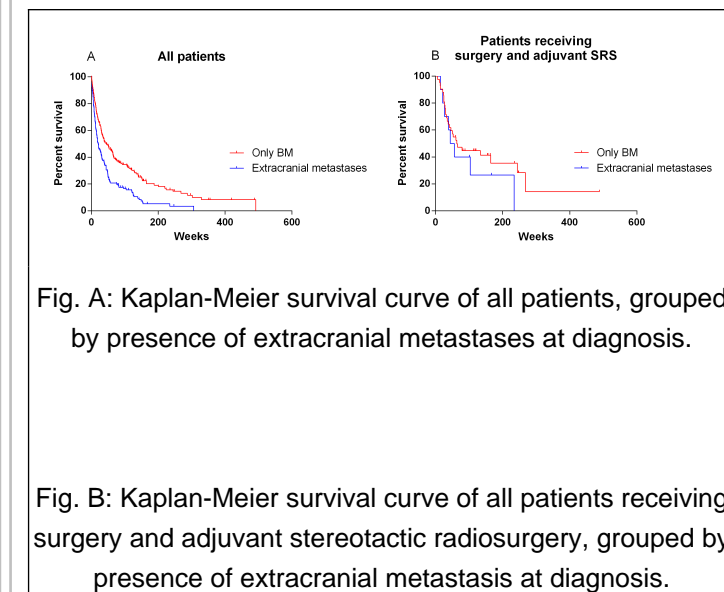 A
All patients
100
80
60
40
20
0
Percent survival
0
200
400
600
Weeks
Only BM
Extracranial metastases
B
Patients receiving
surgery and adjuvant SRS
100
80
60
40
20
0
Percent survival
0
200
400
600
Weeks
Only BM
Extracranial metastases
Fig. A: Kaplan-Meier survival curve of all patients, grouped
by presence of extracranial metastases at diagnosis.
Fig. B: Kaplan-Meier survival curve of all patients receiving
surgery and adjuvant stereotactic radiosurgery, grouped by
presence of extracranial metastasis at diagnosis.